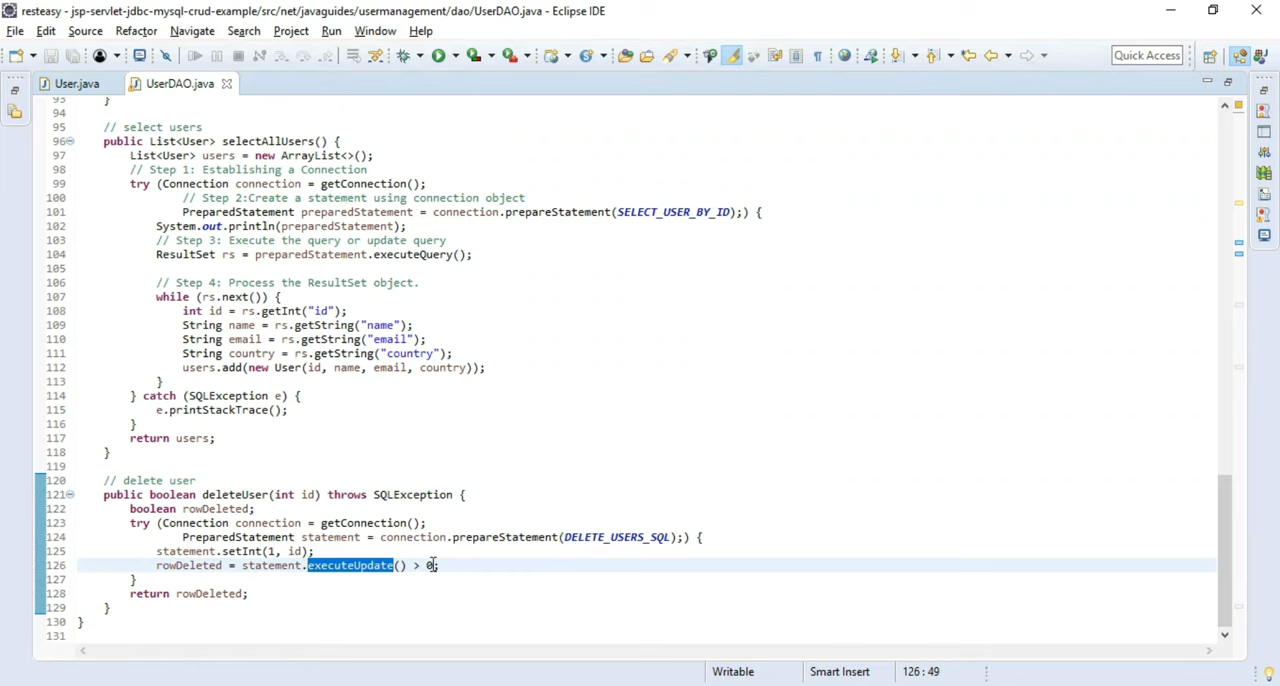 resteasy - jsp-servlet-jdbc-mysql-crud-example/src/net/javaguides/usermanagement/dao/UserDAO.java - Eclipse IDE
File Edit Source Refactor Navigate Search Project Run Window Help
Quick Access
User.java UserDAO.java
93 }
94
95 // select users
96 public List<User> selectAllUsers() {
97 List<User> users = new ArrayList<>();
98 // Step 1: Establishing a Connection
99 try (Connection connection = getConnection();
100 // Step 2:Create a statement using connection object
101 PreparedStatement preparedStatement = connection.prepareStatement(SELECT_USER_BY_ID);) {
102 System.out.println(preparedStatement);
103 // Step 3: Execute the query or update query
104 ResultSet rs = preparedStatement.executeQuery();
105
106 // Step 4: Process the ResultSet object.
107 while (rs.next()) {
108 int id = rs.getInt("id");
109 String name = rs.getString("name");
110 String email = rs.getString("email");
111 String country = rs.getString("country");
112 users.add(new User(id, name, email, country));
113 }
114 } catch (SQLException e) {
115 e.printStackTrace();
116 }
117 return users;
118 }
119
120 // delete user
121 public boolean deleteUser(int id) throws SQLException {
122 boolean rowDeleted;
123 try (Connection connection = getConnection();
124 PreparedStatement statement = connection.prepareStatement(DELETE_USERS_SQL);) {
125 statement.setInt(1, id);
126 rowDeleted = statement.executeUpdate() > 0;
127 }
128 return rowDeleted;
129 }
130 }
131
Writable Smart Insert 126 : 49